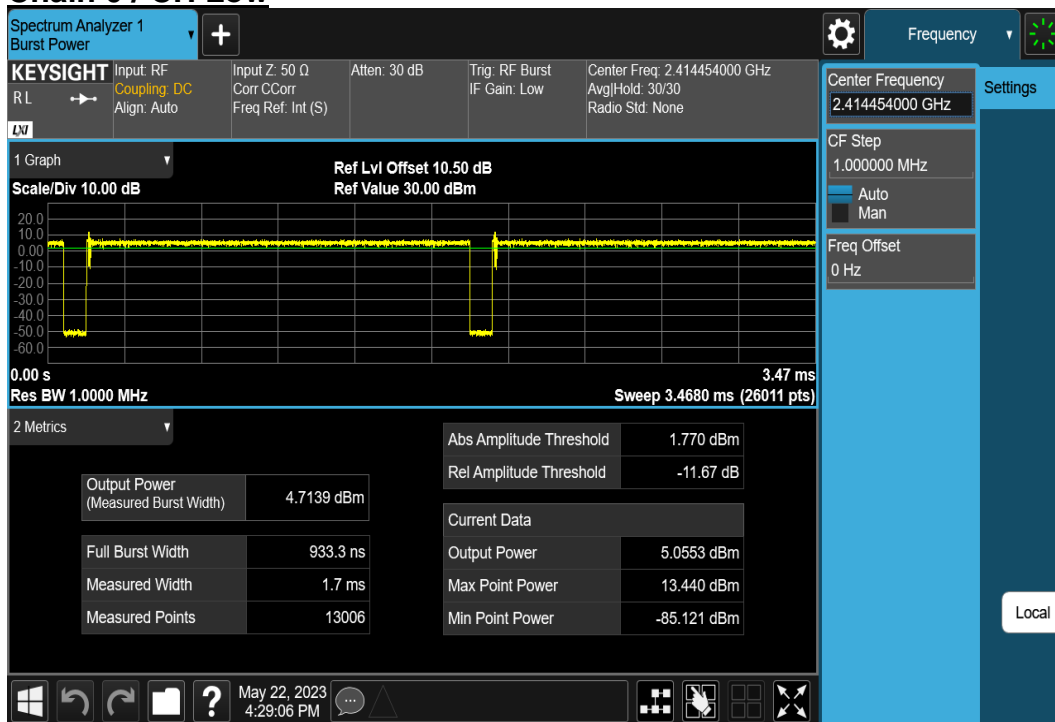 Spectrum Analyzer 1
Burst Power
Frequency
KEYSIGHT
R L
LXI
Input: RF
Coupling: DC
Align: Auto
Input Z: 50 Ω
Corr CCorr
Freq Ref: Int (S)
Atten: 30 dB
Trig: RF Burst
IF Gain: Low
Center Freq: 2.414454000 GHz
Avg|Hold: 30/30
Radio Std: None
Center Frequency
2.414454000 GHz
Settings
CF Step
1.000000 MHz
Auto
Man
Freq Offset
0 Hz
1 Graph
Scale/Div 10.00 dB
Ref Lvl Offset 10.50 dB
Ref Value 30.00 dBm
20.0
10.0
0.00
-10.0
-20.0
-30.0
-40.0
-50.0
-60.0
0.00 s
3.47 ms
Res BW 1.0000 MHz
Sweep 3.4680 ms (26011 pts)
2 Metrics
Output Power
(Measured Burst Width)
4.7139 dBm
Full Burst Width 933.3 ns
Measured Width 1.7 ms
Measured Points 13006
Abs Amplitude Threshold 1.770 dBm
Rel Amplitude Threshold -11.67 dB
Current Data
Output Power 5.0553 dBm
Max Point Power 13.440 dBm
Min Point Power -85.121 dBm
Local
?
May 22, 2023
4:29:06 PM